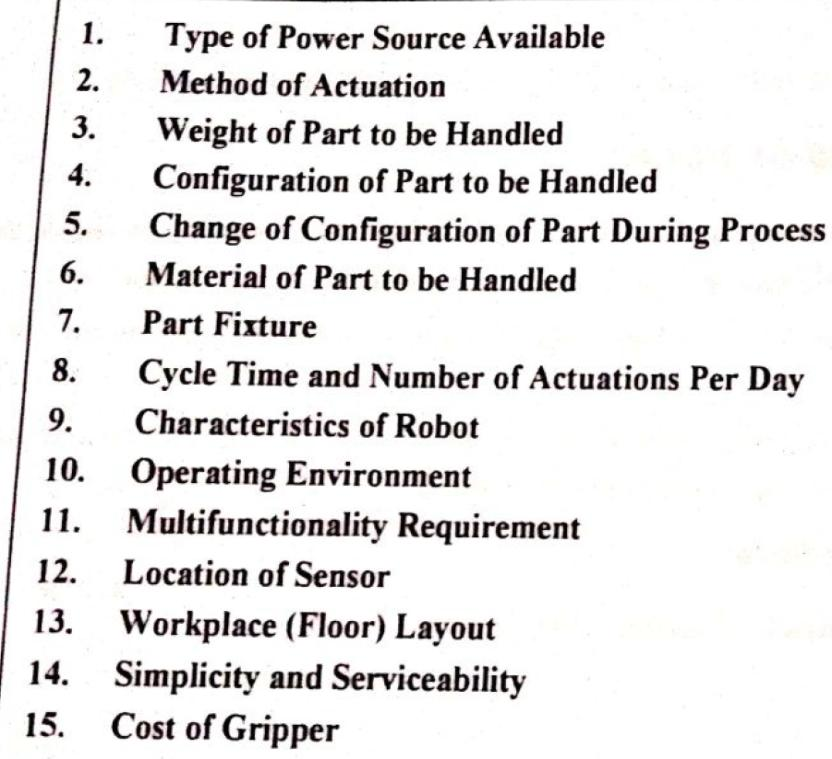 1. Type of Power Source Available
2. Method of Actuation
3. Weight of Part to be Handled
4. Configuration of Part to be Handled
5. Change of Configuration of Part During Process
6. Material of Part to be Handled
7. Part Fixture
8. Cycle Time and Number of Actuations Per Day
9. Characteristics of Robot
10. Operating Environment
11. Multifunctionality Requirement
12. Location of Sensor
13. Workplace (Floor) Layout
14. Simplicity and Serviceability
15. Cost of Gripper